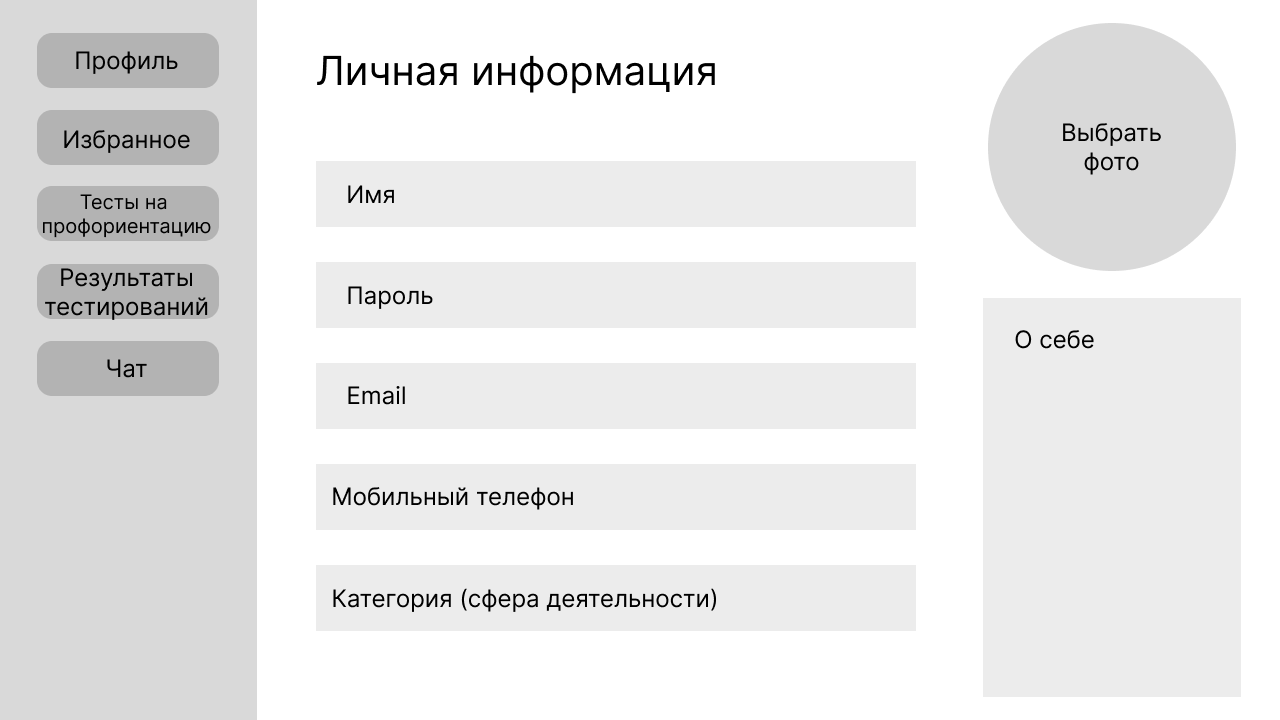 Профиль
Избранное
Тесты на
профориентацию
Результаты
тестирований
Чат
Личная информация
Имя
Пароль
Email
Мобильный телефон
Категория (сфера деятельности)
Выбрать
фото
О себе